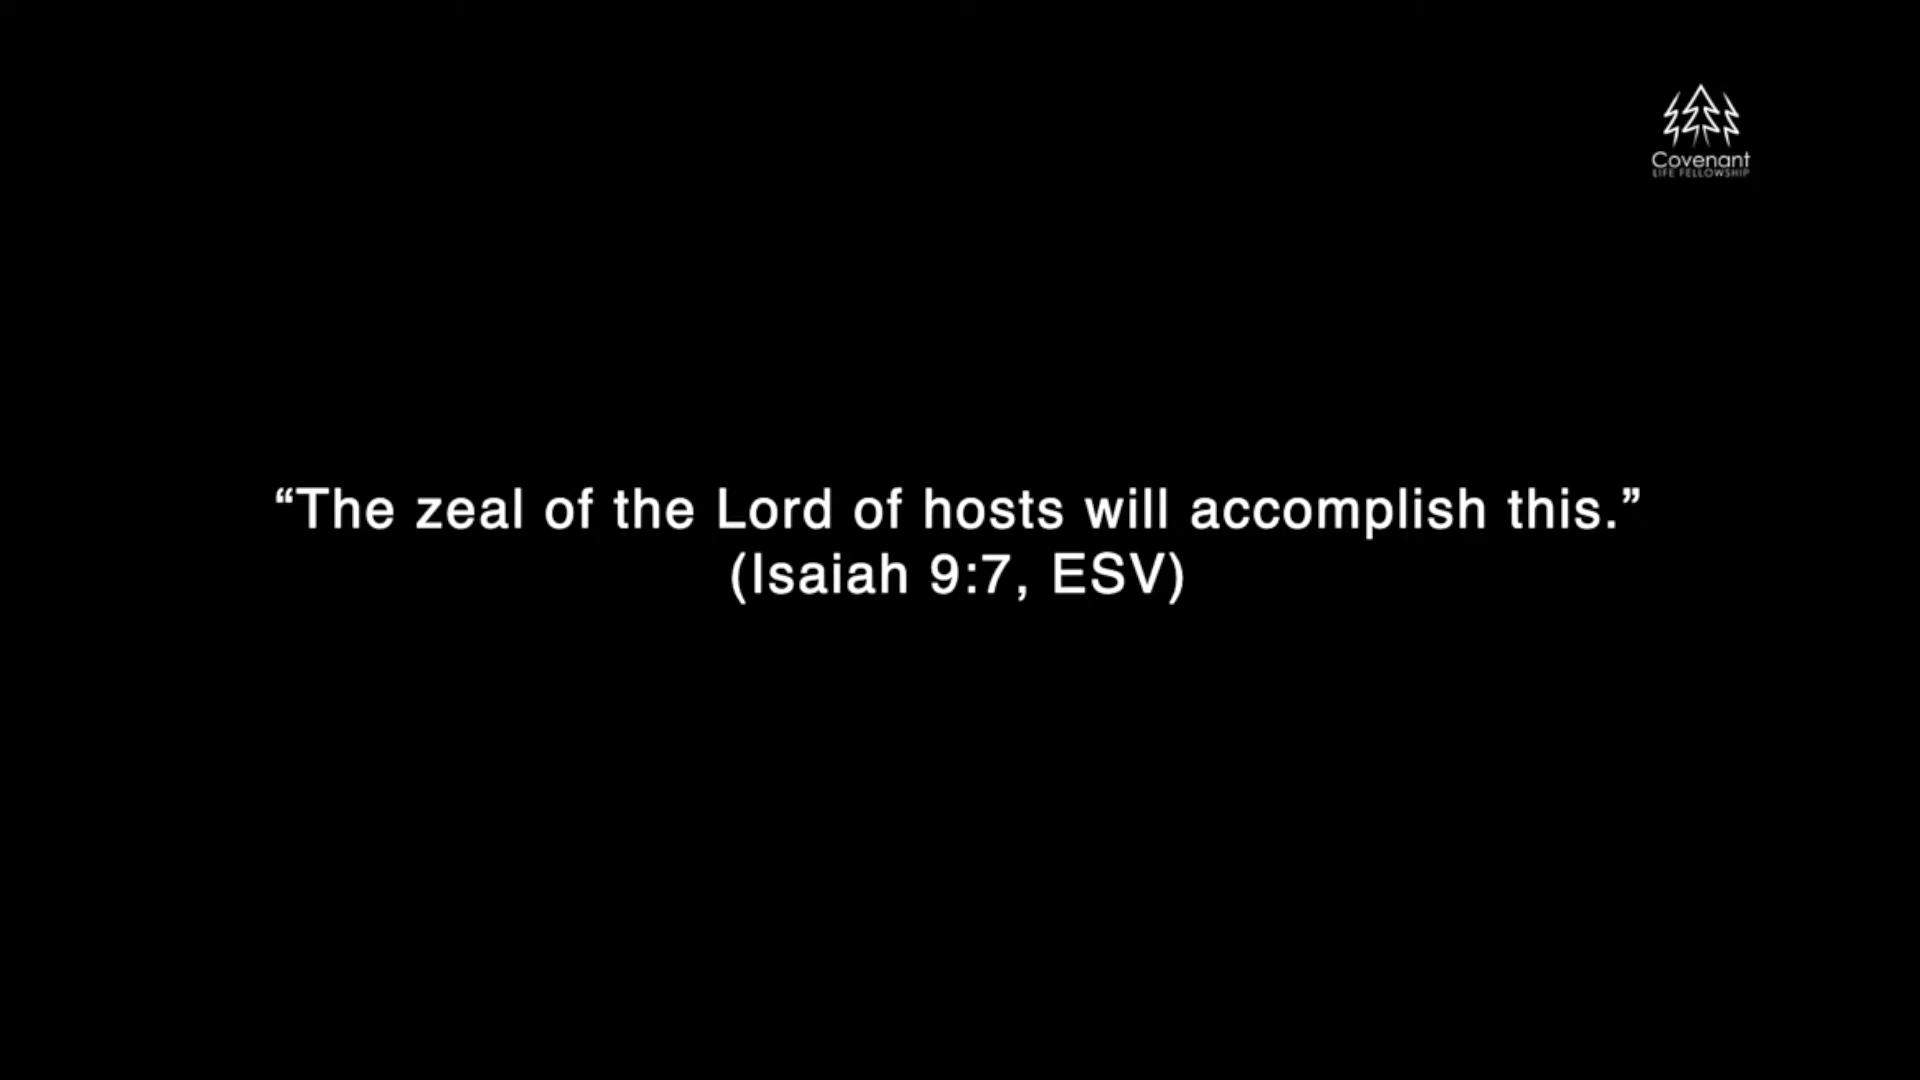 Covenant
LIFE FELLOWSHIP
“The zeal of the Lord of hosts will accomplish this.”
(Isaiah 9:7, ESV)